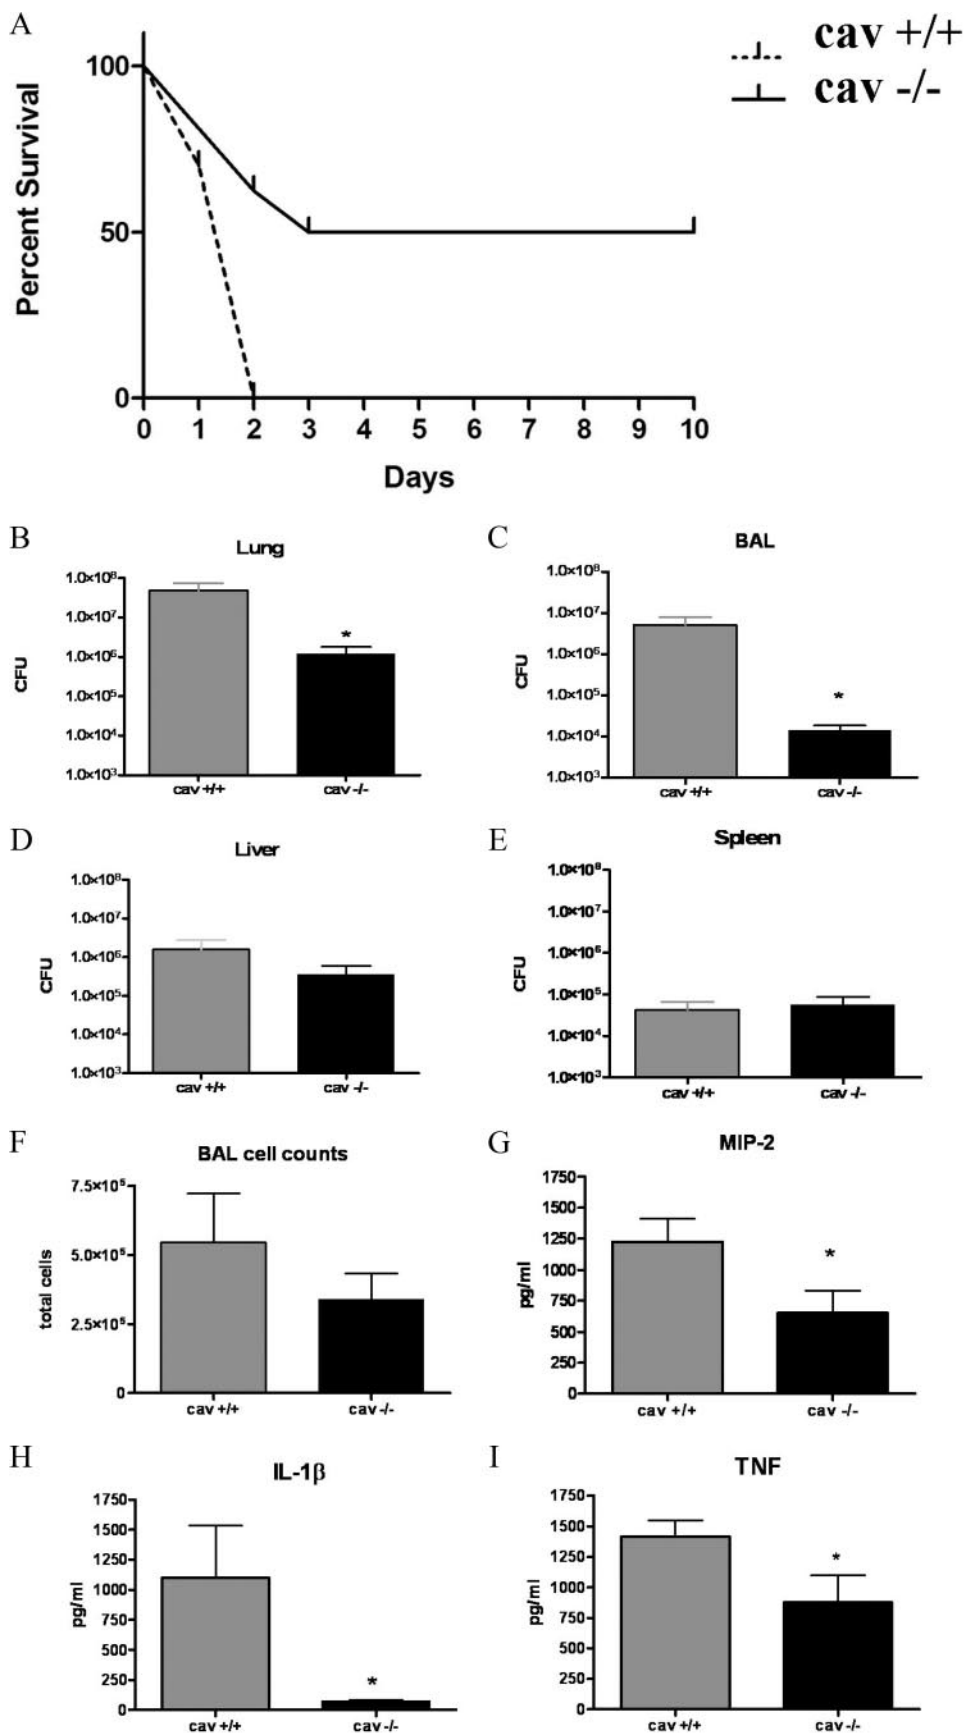 A
cav +/+
cav -/-
Percent Survival
100
50
0
0 1 2 3 4 5 6 7 8 9 10
Days
B
Lung
CFU
1.0×10⁸
1.0×10⁷
1.0×10⁶
1.0×10⁵
1.0×10⁴
1.0×10³
cav +/+ cav -/-
*
C
BAL
CFU
1.0×10⁸
1.0×10⁷
1.0×10⁶
1.0×10⁵
1.0×10⁴
1.0×10³
cav +/+ cav -/-
*
D
Liver
CFU
1.0×10⁸
1.0×10⁷
1.0×10⁶
1.0×10⁵
1.0×10⁴
1.0×10³
cav +/+ cav -/-
E
Spleen
CFU
1.0×10⁸
1.0×10⁷
1.0×10⁶
1.0×10⁵
1.0×10⁴
1.0×10³
cav +/+ cav -/-
F
BAL cell counts
total cells
7.5×10⁵
5.0×10⁵
2.5×10⁵
0
cav +/+ cav -/-
G
MIP-2
pg/ml
1750
1500
1250
1000
750
500
250
0
cav +/+ cav -/-
*
H
IL-1β
pg/ml
1750
1500
1250
1000
750
500
250
0
cav +/+ cav -/-
*
I
TNF
pg/ml
1750
1500
1250
1000
750
500
250
0
cav +/+ cav -/-
*